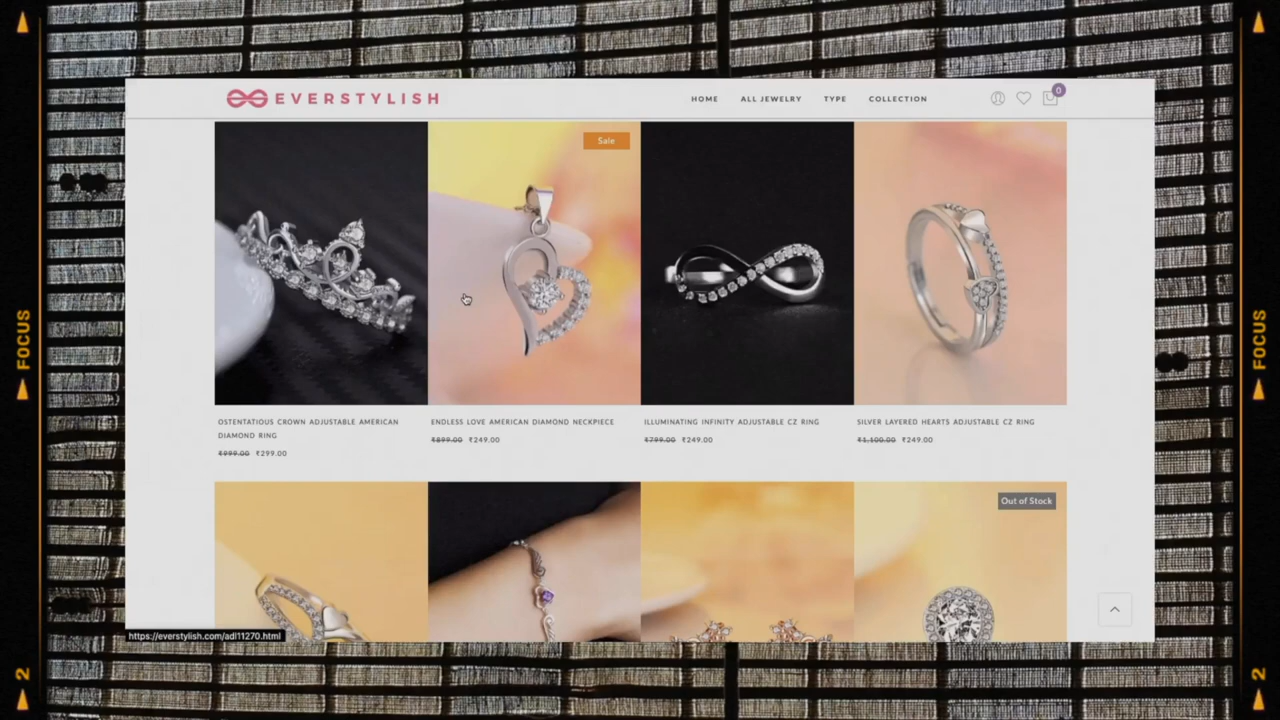 EVERSTYLISH
HOME ALL JEWELRY TYPE COLLECTION
0
Sale
OSTENTATIOUS CROWN ADJUSTABLE AMERICAN
DIAMOND RING
₹999.00 ₹299.00
ENDLESS LOVE AMERICAN DIAMOND NECKPIECE
₹899.00 ₹249.00
ILLUMINATING INFINITY ADJUSTABLE CZ RING
₹799.00 ₹249.00
SILVER LAYERED HEARTS ADJUSTABLE CZ RING
₹1,100.00 ₹249.00
Out of Stock
https://everstylish.com/adl11270.html
FOCUS
2
FOCUS
2